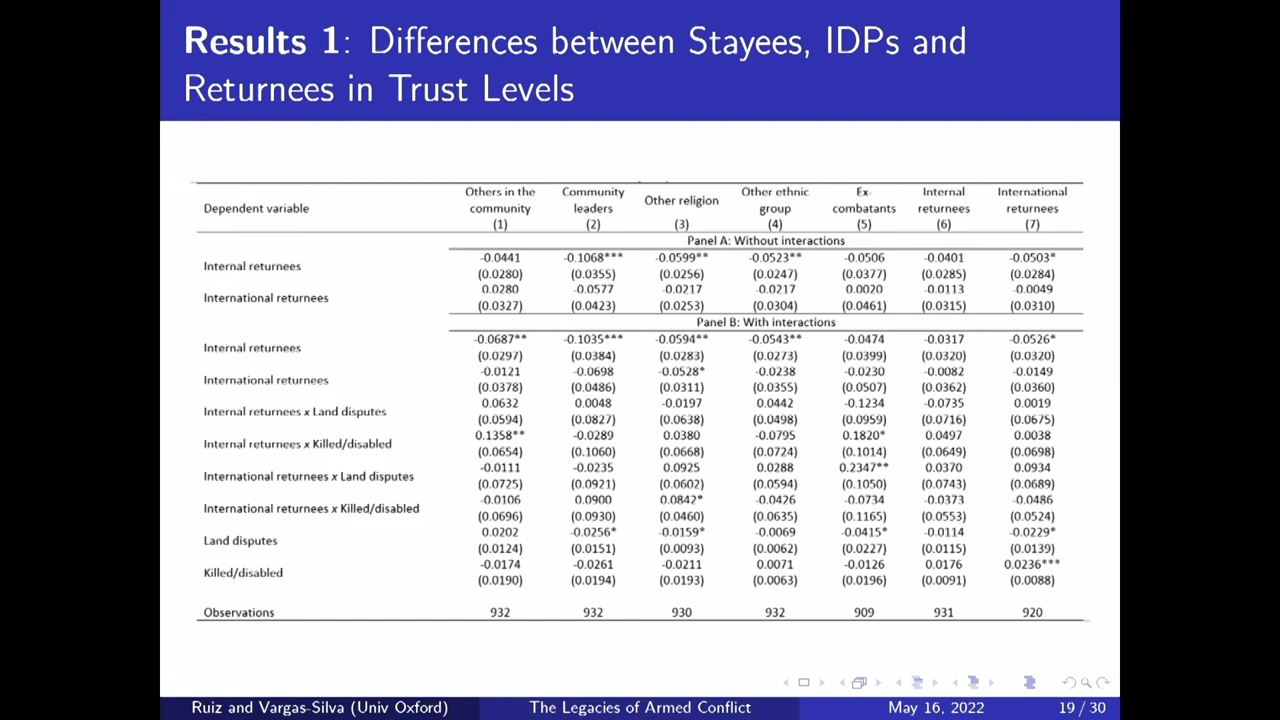 Results 1: Differences between Stayees, IDPs and
Returnees in Trust Levels
Dependent variable Others in the community (1) Community leaders (2) Other religion (3) Other ethnic group (4) Ex-combatants (5) Internal returnees (6) International returnees (7)
Panel A: Without interactions
Internal returnees -0.0441 -0.1068*** -0.0599** -0.0523** -0.0506 -0.0401 -0.0503*
(0.0280) (0.0355) (0.0256) (0.0247) (0.0377) (0.0285) (0.0284)
International returnees 0.0280 -0.0577 -0.0217 -0.0217 0.0020 -0.0113 -0.0049
(0.0327) (0.0423) (0.0253) (0.0304) (0.0461) (0.0315) (0.0310)
Panel B: With interactions
Internal returnees -0.0687** -0.1035*** -0.0594** -0.0543** -0.0474 -0.0317 -0.0526*
(0.0297) (0.0384) (0.0283) (0.0273) (0.0399) (0.0320) (0.0320)
International returnees -0.0121 -0.0698 -0.0528* -0.0238 -0.0230 -0.0082 -0.0149
(0.0378) (0.0486) (0.0311) (0.0355) (0.0507) (0.0362) (0.0360)
Internal returnees x Land disputes 0.0632 0.0048 -0.0197 0.0442 -0.1234 -0.0735 0.0019
(0.0594) (0.0827) (0.0638) (0.0498) (0.0959) (0.0716) (0.0675)
Internal returnees x Killed/disabled 0.1358** -0.0289 0.0380 -0.0795 0.1820* 0.0497 0.0038
(0.0654) (0.1060) (0.0668) (0.0724) (0.1014) (0.0649) (0.0698)
International returnees x Land disputes -0.0111 -0.0235 0.0925 0.0288 0.2347** 0.0370 0.0934
(0.0725) (0.0921) (0.0602) (0.0594) (0.1050) (0.0743) (0.0689)
International returnees x Killed/disabled -0.0106 0.0900 0.0842* -0.0426 -0.0734 -0.0373 -0.0486
(0.0696) (0.0930) (0.0460) (0.0635) (0.1165) (0.0553) (0.0524)
Land disputes 0.0202 -0.0256* -0.0159* -0.0069 -0.0415* -0.0114 -0.0229*
(0.0124) (0.0151) (0.0093) (0.0062) (0.0227) (0.0115) (0.0139)
Killed/disabled -0.0174 -0.0261 -0.0211 0.0071 -0.0126 0.0176 0.0236***
(0.0190) (0.0194) (0.0193) (0.0063) (0.0196) (0.0091) (0.0088)
Observations 932 932 930 932 909 931 920
Ruiz and Vargas-Silva (Univ Oxford) The Legacies of Armed Conflict May 16, 2022 19 / 30